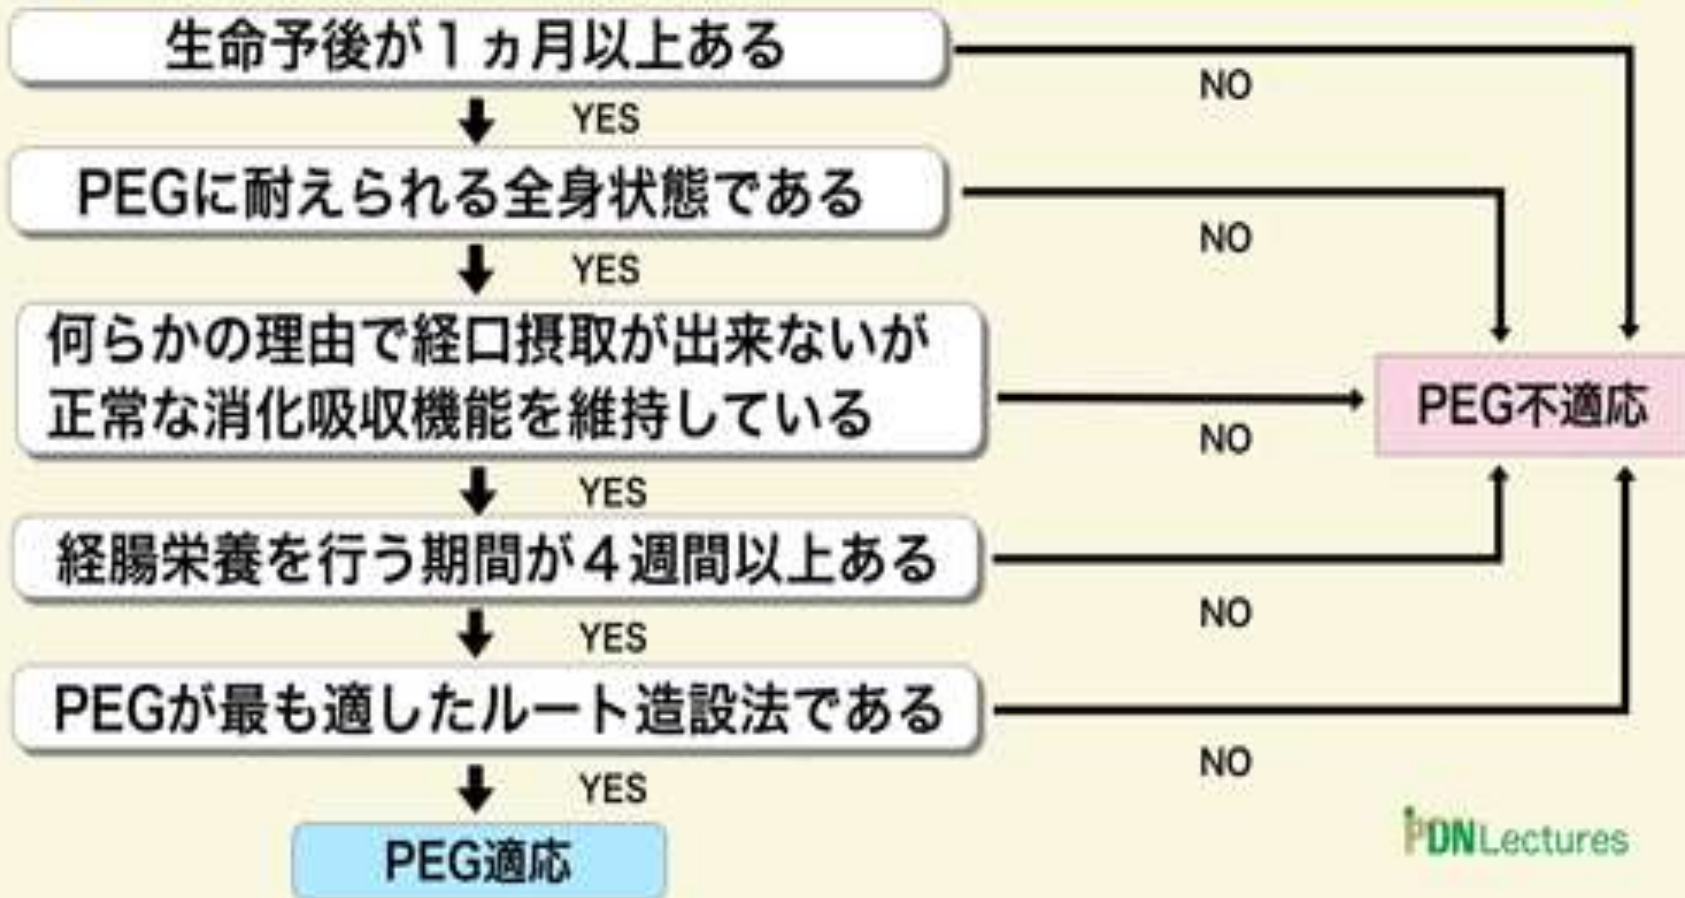 生命予後が1ヵ月以上ある
NO
YES
PEGに耐えられる全身状態である
NO
YES
何らかの理由で経口摂取が出来ないが
正常な消化吸収機能を維持している
NO
PEG不適応
YES
経腸栄養を行う期間が4週間以上ある
NO
YES
PEGが最も適したルート造設法である
NO
YES
PEG適応
PDNLectures